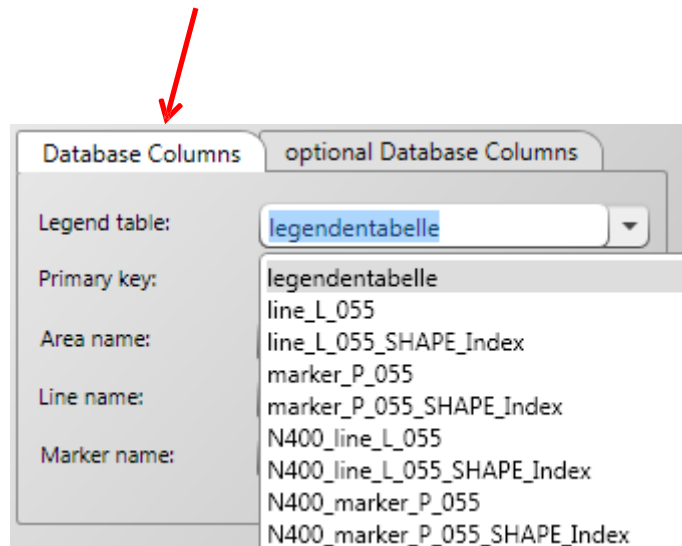 Database Columns optional Database Columns
Legend table: legendentabelle
Primary key: legendentabelle
line_L_055
Area name: line_L_055_SHAPE_Index
marker_P_055
Line name: marker_P_055_SHAPE_Index
N400_line_L_055
Marker name: N400_line_L_055_SHAPE_Index
N400_marker_P_055
N400_marker_P_055_SHAPE_Index